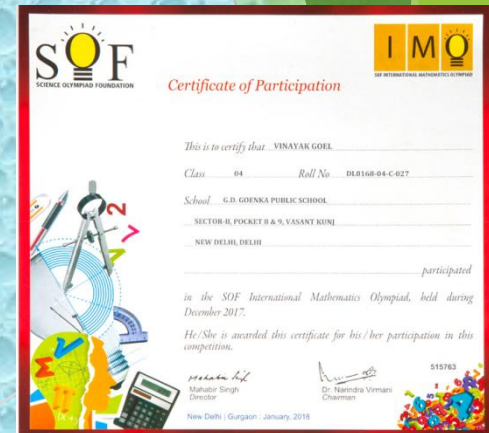 SOF
SCIENCE OLYMPIAD FOUNDATION
IMO
SOF INTERNATIONAL MATHEMATICS OLYMPIAD
Certificate of Participation
This is to certify that VINAYAK GOEL
Class 04 Roll No DL0168-04-C-027
School G.D. GOENKA PUBLIC SCHOOL
SECTOR-B, POCKET 8 & 9, VASANT KUNJ
NEW DELHI, DELHI
participated
in the SOF International Mathematics Olympiad, held during
December 2017.
He/She is awarded this certificate for his/her participation in this
competition.
Mahabir Singh
Director
Dr. Narindra Virmani
Chairman
515763
New Delhi | Gurgaon : January, 2018